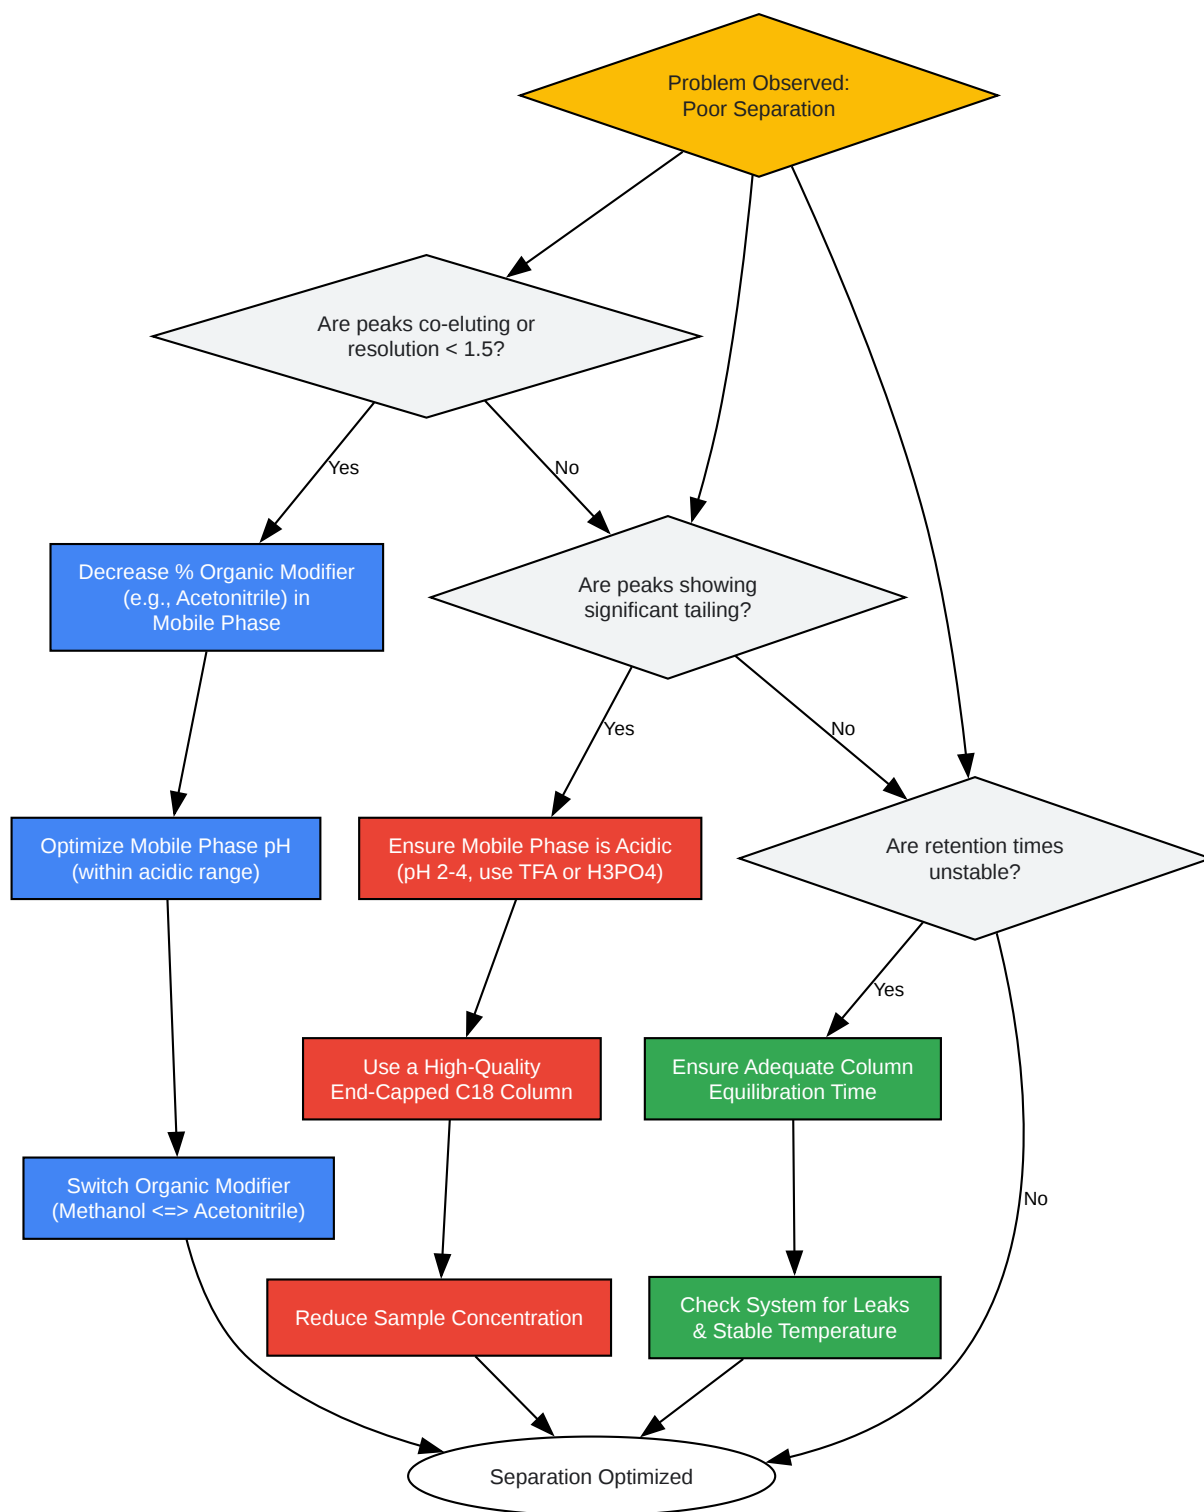 Problem Observed:
Poor Separation
Are peaks co-eluting or
resolution < 1.5?
Yes
No
Decrease % Organic Modifier
(e.g., Acetonitrile) in
Mobile Phase
Are peaks showing
significant tailing?
Yes
No
Optimize Mobile Phase pH
(within acidic range)
Ensure Mobile Phase is Acidic
(pH 2-4, use TFA or H3PO4)
Are retention times
unstable?
Yes
No
Use a High-Quality
End-Capped C18 Column
Ensure Adequate Column
Equilibration Time
Switch Organic Modifier
(Methanol <=> Acetonitrile)
Reduce Sample Concentration
Check System for Leaks
& Stable Temperature
Separation Optimized